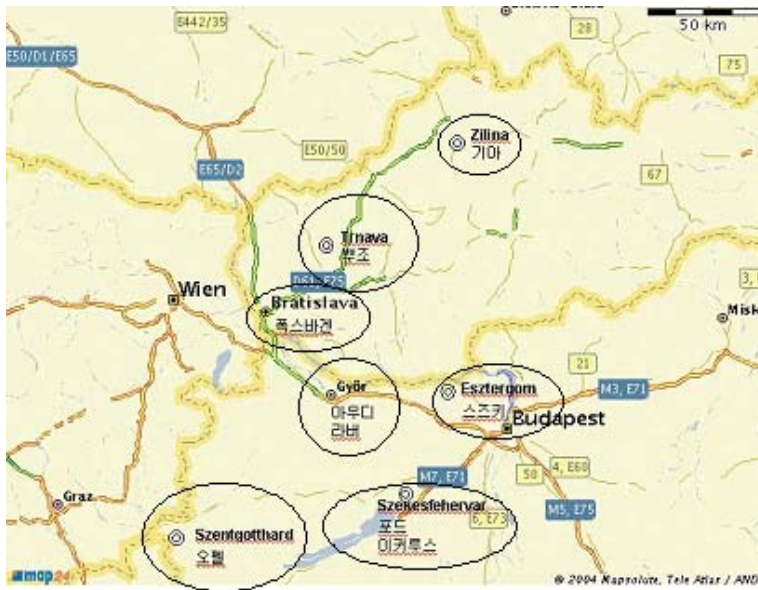 E442/35
28
50 km
E50/D1/E65
75
Zilina
기아
E50/50
E65/D2
67
Trnava
뿌조
D61, E75
3,
Wien
Bratislava
폭스바겐
Misk
21
Győr
Esztergom
M3, E71
아우디
스즈키
라버
Budapest
M7, E71
50
4, E60
Graz
Szekesfehervar
M5, E75
포드
6, E73
Szentgotthard
이커루스
오펠
map24
© 2004 Mapsolute, Tele Atlas / AND